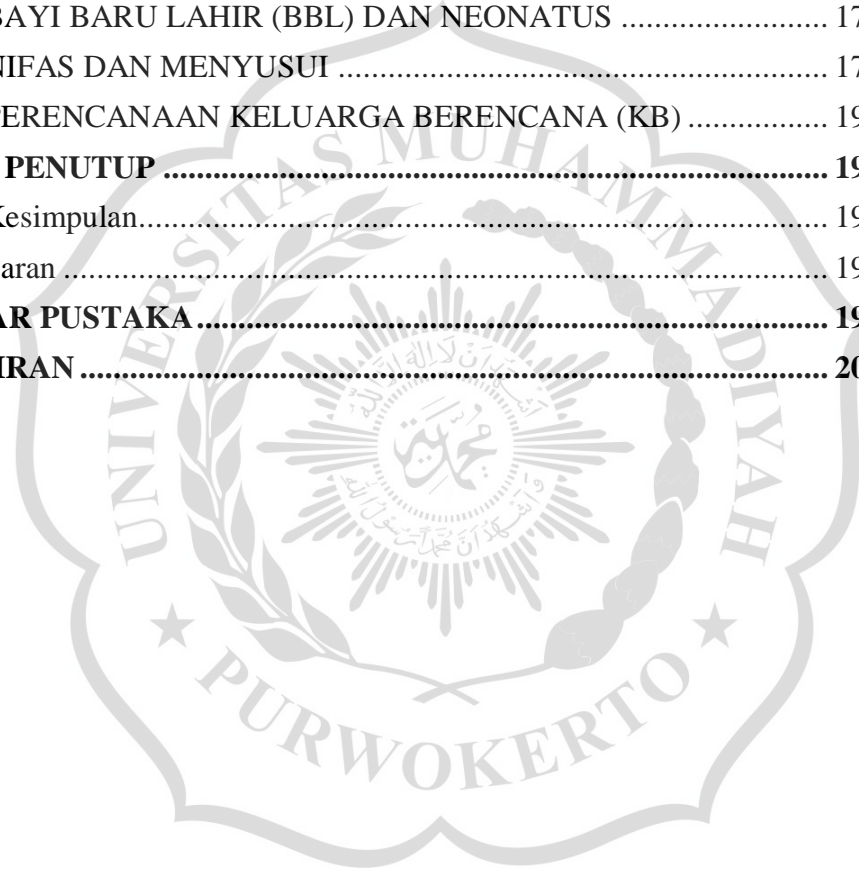 BAYI BARU LAHIR (BBL) DAN NEONATUS ........................... 17
NIFAS DAN MENYUSUI ........................................................... 17
PERENCANAAN KELUARGA BERENCANA (KB) ................. 19
PENUTUP ................................................................................. 19
Kesimpulan.................................................................................... 19
aran .............................................................................................. 19
AR PUSTAKA ............................................................................. 19
IRAN ........................................................................................... 20
UNIVERSITAS MUHAMMADIYAH
PURWOKERTO